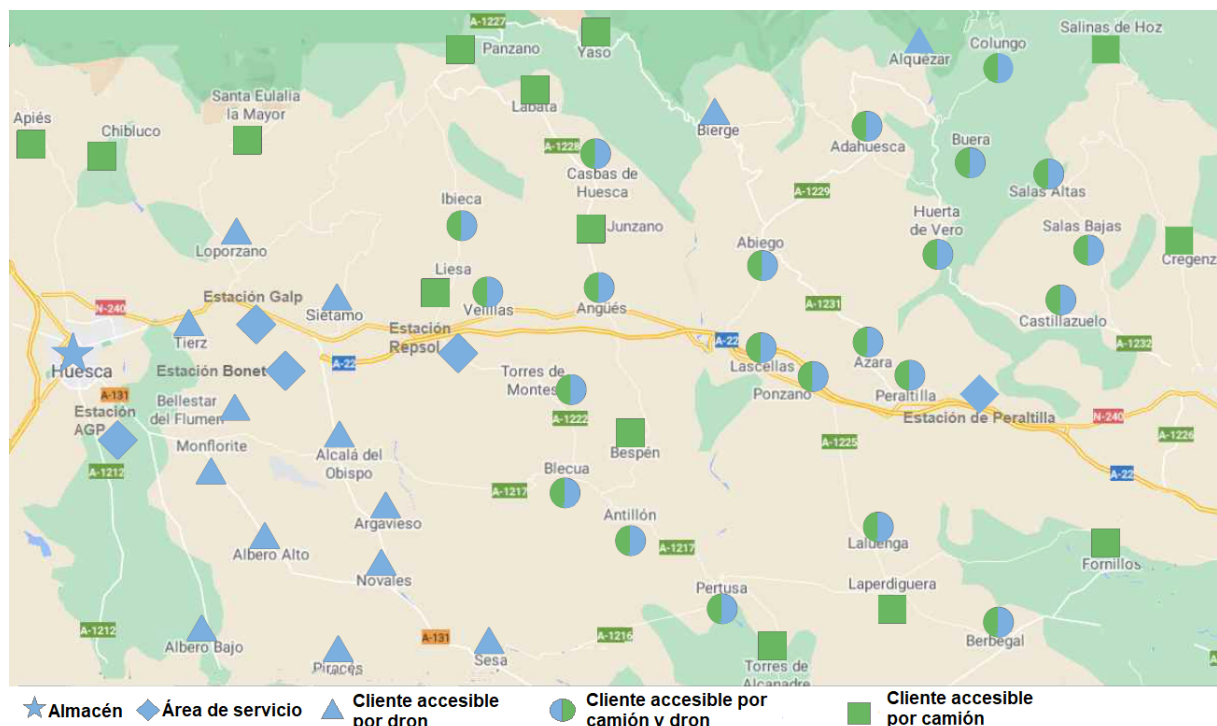 A-1227
Panzano
Yaso
Alquézar
Colungo
Salinas de Hoz
Apiés
Chibluco
Santa Eulalia
la Mayor
Labata
Bierge
Adahuesca
Buera
A-1228
Casbas de
Huesca
Salas Altas
A-1229
Ibieca
Junzano
Abiego
Huerta
de Vero
Salas Bajas
Cregenz
Loporzano
Liesa
Velillas
Angüés
Castillazuelo
N-240
Estación Galp
Siétamo
A-1231
Tierz
Estación
Repsol
A-22
A-1232
Huesca
Estación Bonet
A-22
Torres de
Montes
Lascellas
Ponzano
Azara
Peraltilla
A-131
Bellestar
del Flumen
Estación
AGP
A-1222
Estación de Peraltilla
N-240
Monflorite
Alcalá del
Obispo
Bespén
A-1225
A-1226
A-1212
Blecua
A-1217
A-22
Argavieso
Antillón
Albero Alto
A-1217
Laluenga
Fornillos
Novales
Pertusa
Laperdiguera
A-1212
Albero Bajo
A-131
A-1216
Berbegal
Piracés
Sesa
Torres de
Alcanadre
Almacén
Área de servicio
Cliente accesible
por dron
Cliente accesible por
camión y dron
Cliente accesible
por camión